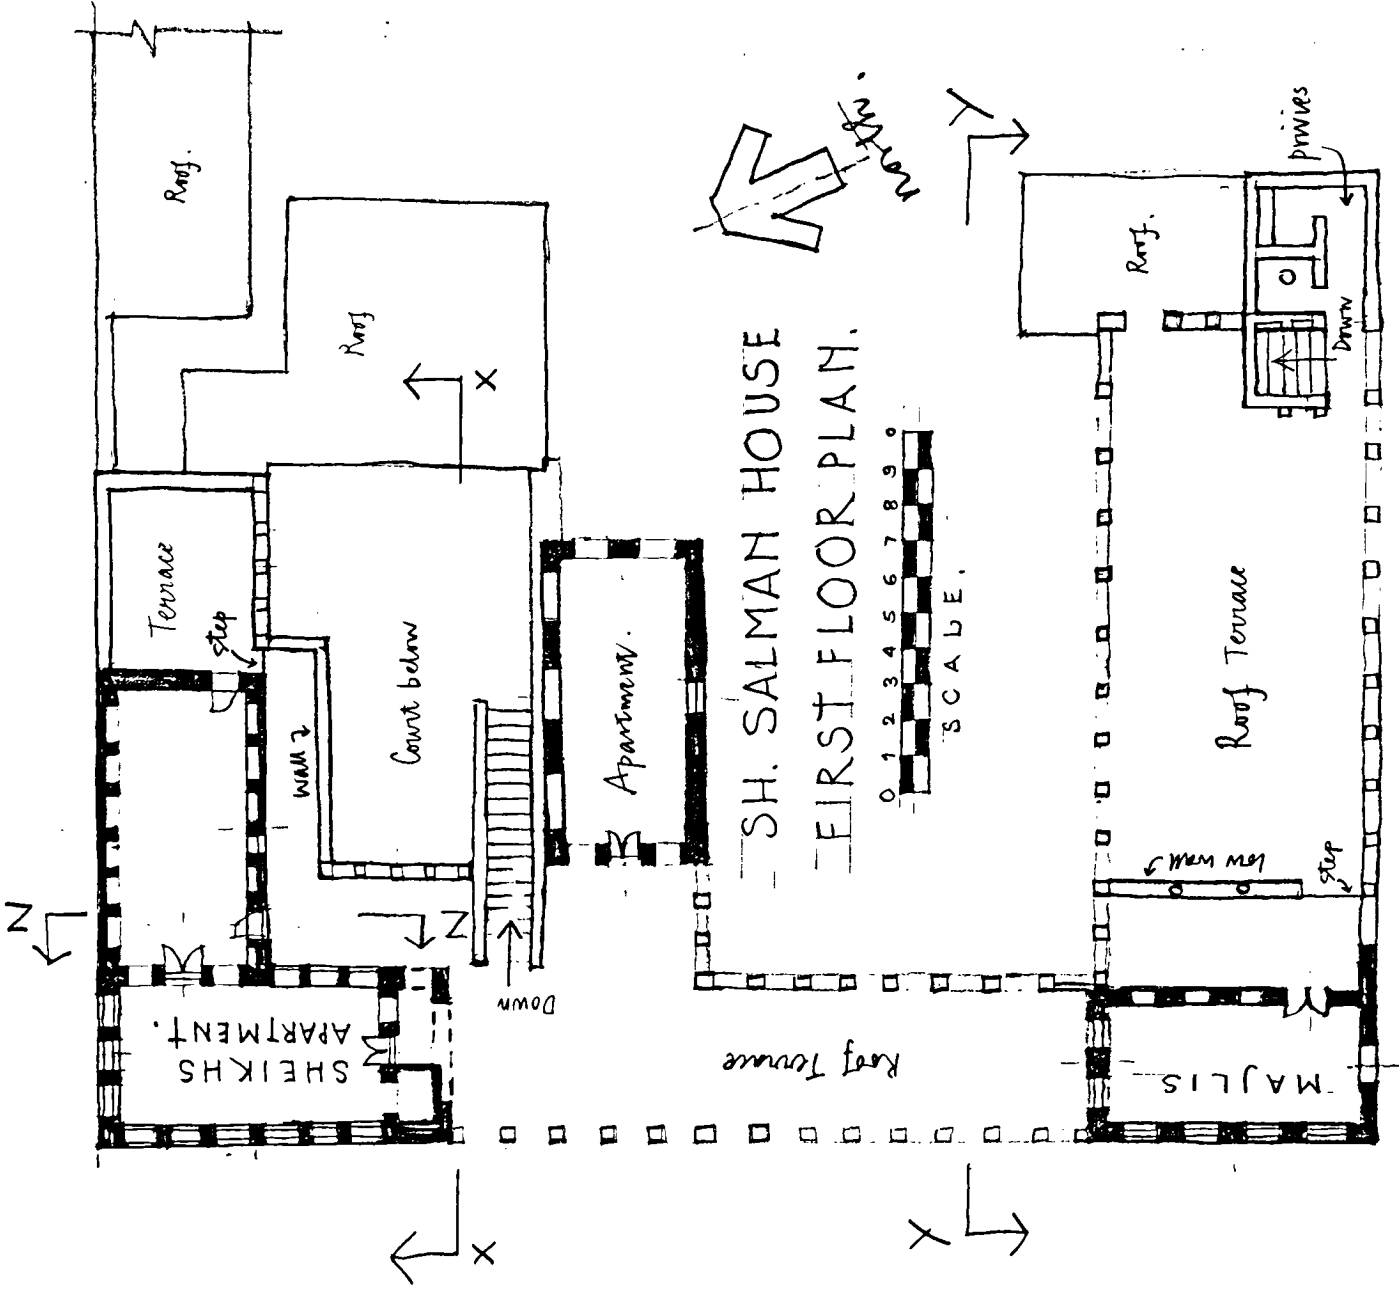 SH. SALMAN HOUSE
FIRST FLOOR PLAN.
0 1 2 3 4 5 6 7 8 9 0
SCALE.
north.
Roof.
Roof
Roof.
Terrace
step
wall
Court below
Apartment.
Down
SHEIKHS
APARTMENT.
Roof Terrace
MAJLIS
Roof Terrace
low wall
step
Down
privies
X
X
Y
Y
Z
Z